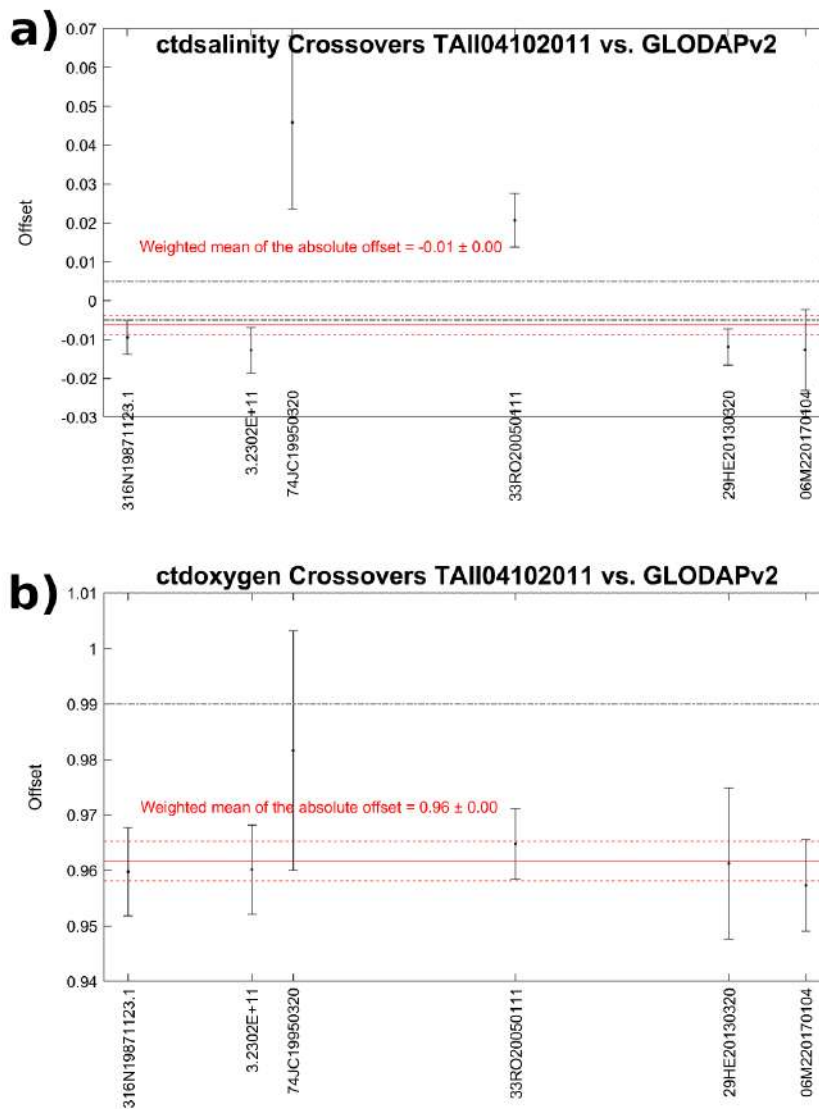 a)
ctdsalinity Crossovers TAII04102011 vs. GLODAPv2
0.07
0.06
0.05
0.04
0.03
0.02
0.01
0
-0.01
-0.02
-0.03
Offset
Weighted mean of the absolute offset = -0.01 ± 0.00
316N19871123.1
3.2302E+11
74JC19950320
33RO20050111
29HE20130320
06M220170104
b)
ctdoxygen Crossovers TAII04102011 vs. GLODAPv2
1.01
1
0.99
0.98
0.97
0.96
0.95
0.94
Offset
Weighted mean of the absolute offset = 0.96 ± 0.00
316N19871123.1
3.2302E+11
74JC19950320
33RO20050111
29HE20130320
06M220170104